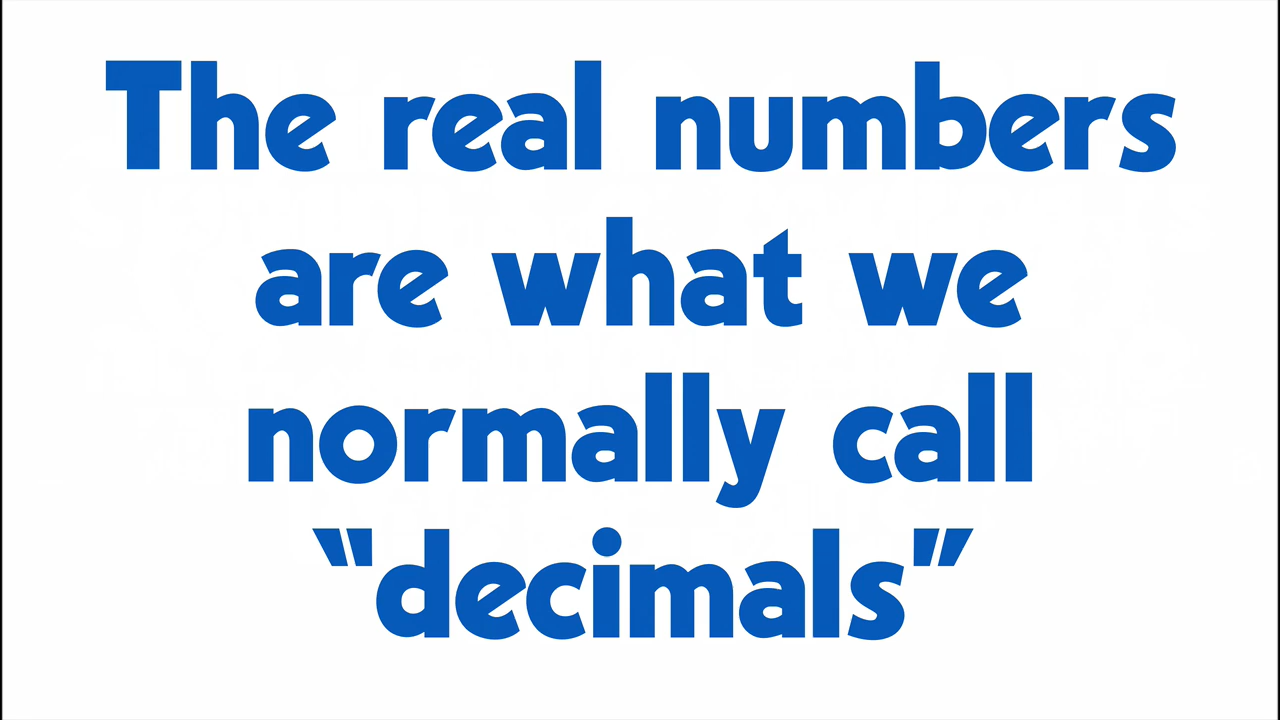 The real numbers
are what we
normally call
“decimals”